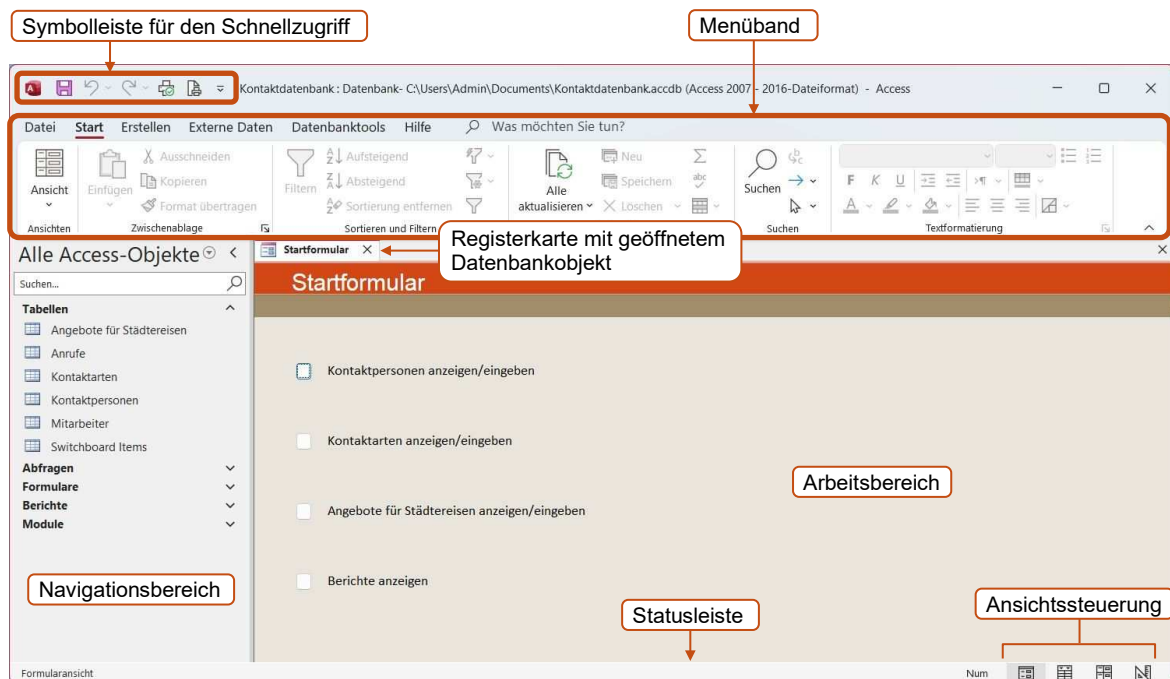 Symbolleiste für den Schnellzugriff
Menüband
Kontaktdatenbank : Datenbank- C:\Users\Admin\Documents\Kontaktdatenbank.accdb (Access 2007 - 2016-Dateiformat) - Access
Datei Start Erstellen Externe Daten Datenbanktools Hilfe Was möchten Sie tun?
Ansicht
Einfügen
Ausschneiden
Kopieren
Format übertragen
Filtern
Aufsteigend
Absteigend
Sortierung entfernen
Alle
aktualisieren
Neu
Speichern
Löschen
Suchen
F K U
Ansichten Zwischenablage Sortieren und Filtern Suchen Textformatierung
Registerkarte mit geöffnetem
Datenbankobjekt
Alle Access-Objekte
Suchen...
Tabellen
Angebote für Städtereisen
Anrufe
Kontaktarten
Kontaktpersonen
Mitarbeiter
Switchboard Items
Abfragen
Formulare
Berichte
Module
Navigationsbereich
Startformular
Startformular
Kontaktpersonen anzeigen/eingeben
Kontaktarten anzeigen/eingeben
Angebote für Städtereisen anzeigen/eingeben
Berichte anzeigen
Arbeitsbereich
Statusleiste
Ansichtssteuerung
Formularansicht
Num